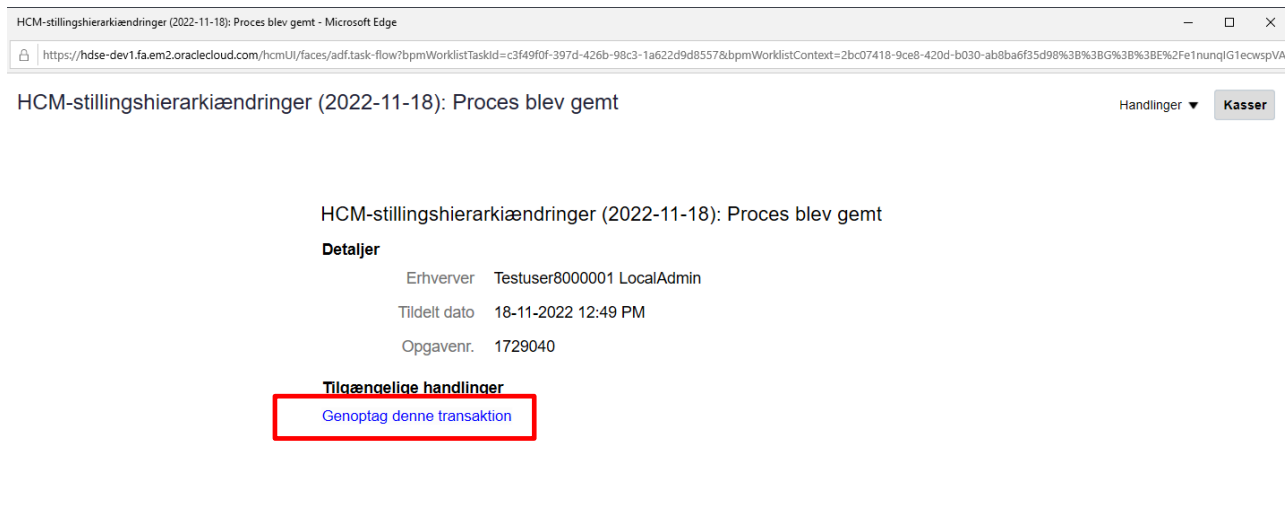 HCM-stillingshierarkiændringer (2022-11-18): Proces blev gemt - Microsoft Edge
https://hdse-dev1.fa.em2.oraclecloud.com/hcmUI/faces/adf.task-flow?bpmWorklistTaskId=c3f49f0f-397d-426b-98c3-1a622d9d8557&bpmWorklistContext=2bc07418-9ce8-420d-b030-ab8ba6f35d98%3B%3BG%3B%3BE%2Fe1nunqIG1ecwspVA
HCM-stillingshierarkiændringer (2022-11-18): Proces blev gemt Handlinger ▼ Kasser
HCM-stillingshierarkiændringer (2022-11-18): Proces blev gemt
Detaljer
Erhverver Testuser8000001 LocalAdmin
Tildelt dato 18-11-2022 12:49 PM
Opgavenr. 1729040
Tilgængelige handlinger
Genoptag denne transaktion